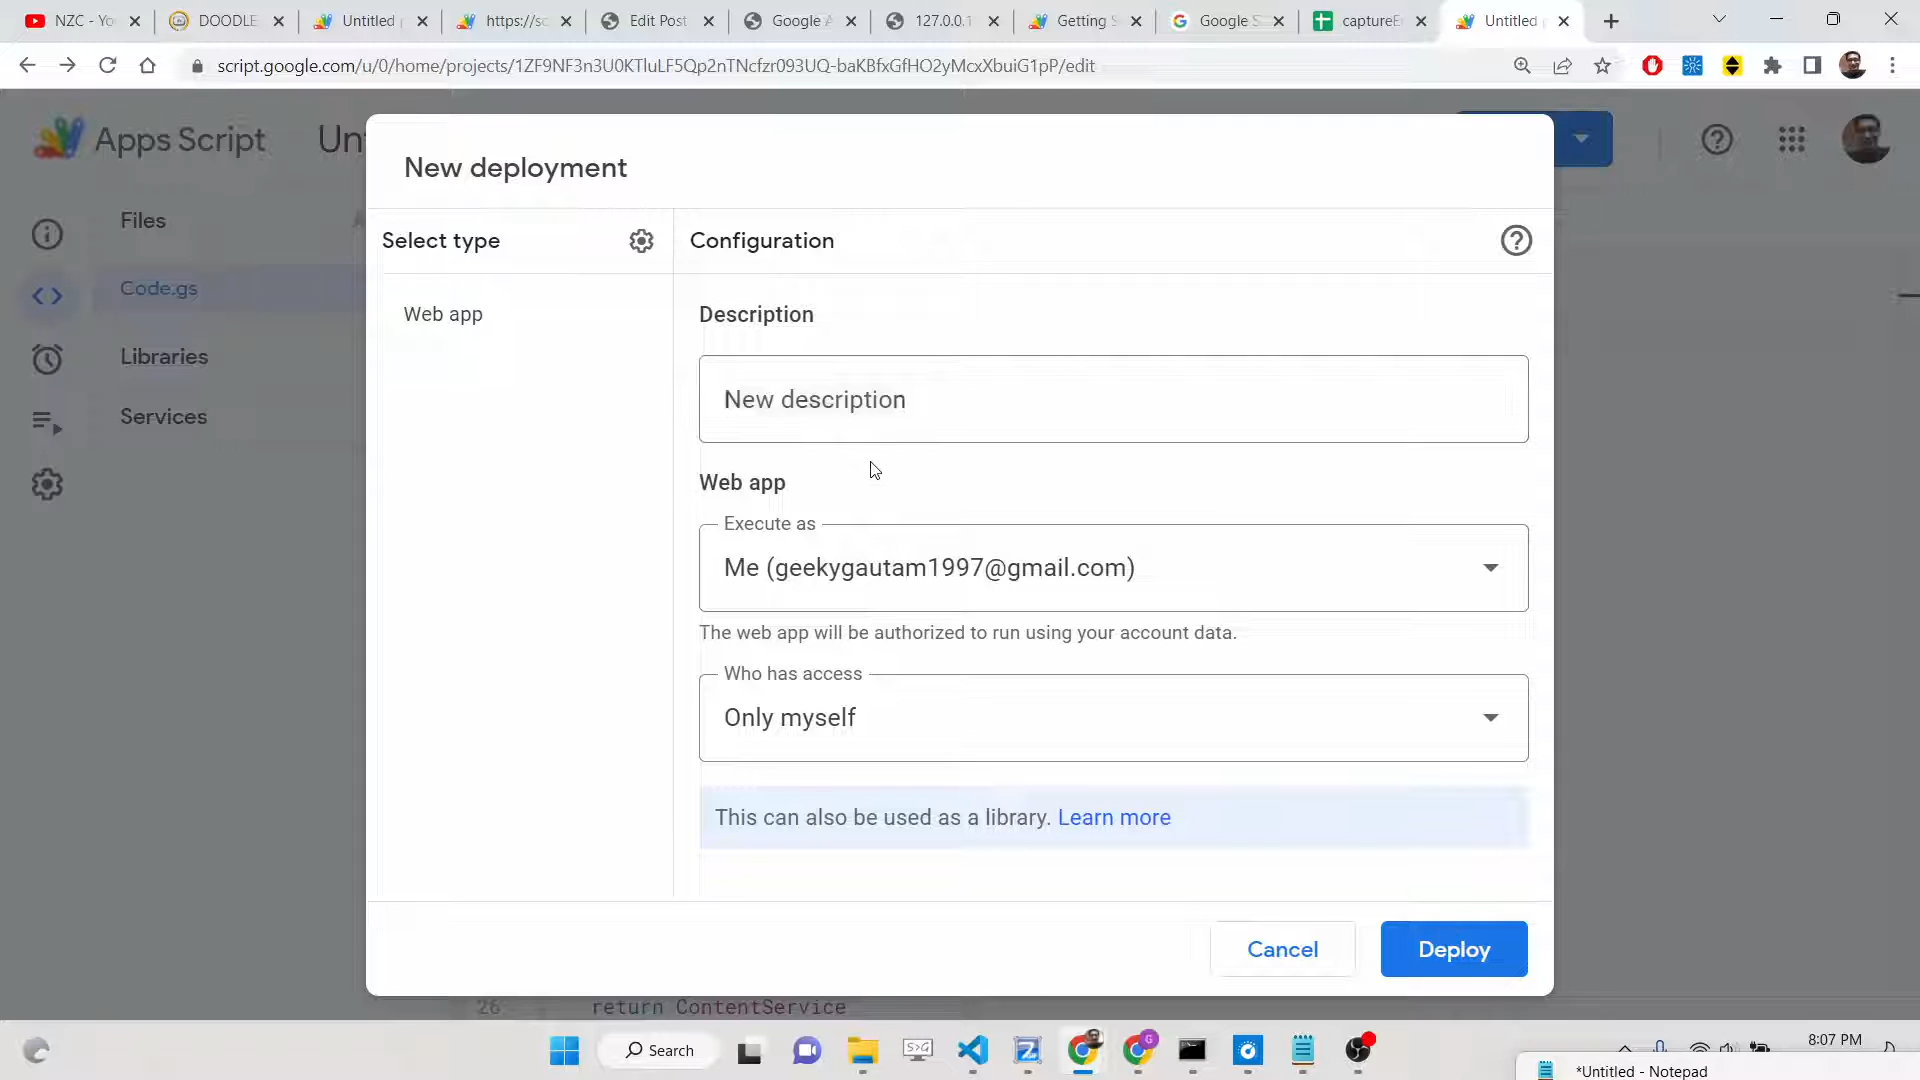 NZC - Yo
DOODLE
Untitled p
https://sc
Edit Post
Google A
127.0.0.1
Getting S
Google S
captureE
Untitled p
script.google.com/u/0/home/projects/1ZF9NF3n3U0KTluLF5Qp2nTNcfzr093UQ-baKBfxGfHO2yMcxXbuiG1pP/edit
Apps Script
Unt
New deployment
Files
Select type
Configuration
Code.gs
Web app
Description
Libraries
New description
Services
Web app
Execute as
Me (geekygautam1997@gmail.com)
The web app will be authorized to run using your account data.
Who has access
Only myself
This can also be used as a library. Learn more
Cancel
Deploy
26
return ContentService
Search
8:07 PM
*Untitled - Notepad